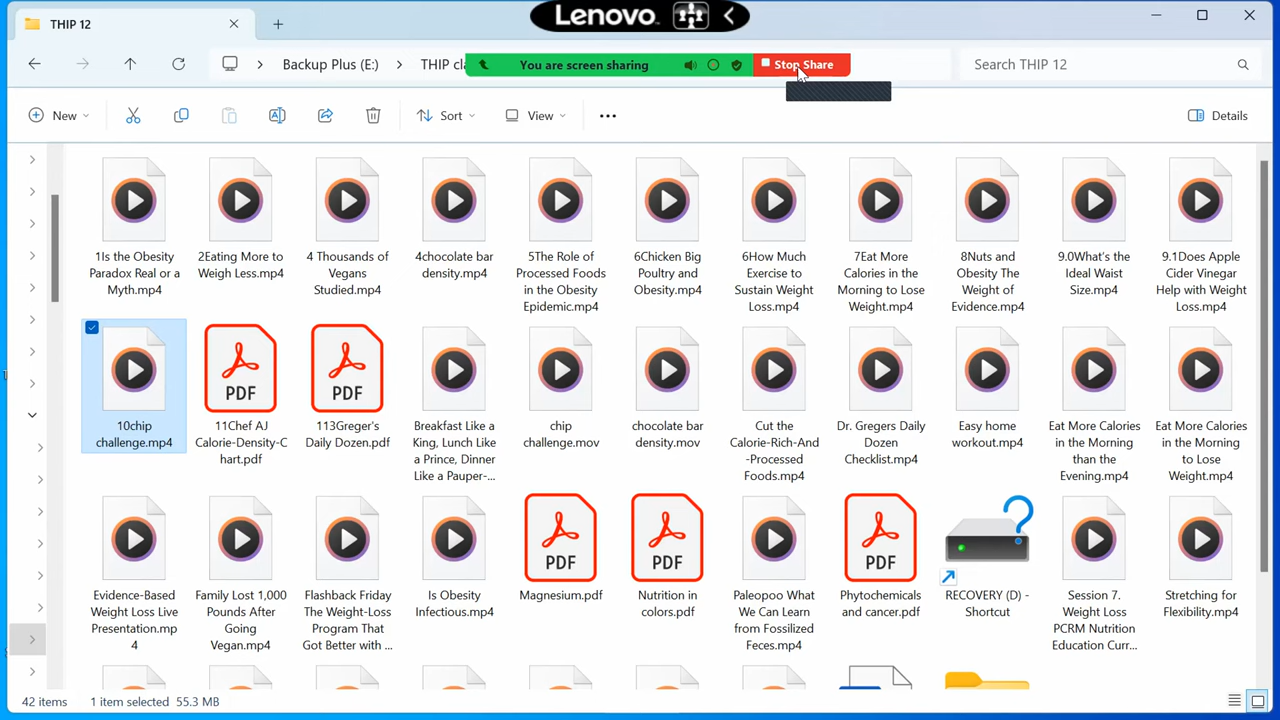 THIP 12
Lenovo
Backup Plus (E:)
THIP cl
You are screen sharing
Stop Share
Search THIP 12
New
Sort
View
Details
1Is the Obesity
Paradox Real or a
Myth.mp4
2Eating More to
Weigh Less.mp4
4 Thousands of
Vegans
Studied.mp4
4chocolate bar
density.mp4
5The Role of
Processed Foods
in the Obesity
Epidemic.mp4
6Chicken Big
Poultry and
Obesity.mp4
6How Much
Exercise to
Sustain Weight
Loss.mp4
7Eat More
Calories in the
Morning to Lose
Weight.mp4
8Nuts and
Obesity The
Weight of
Evidence.mp4
9.0What's the
Ideal Waist
Size.mp4
9.1Does Apple
Cider Vinegar
Help with Weight
Loss.mp4
10chip
challenge.mp4
PDF
11Chef AJ
Calorie-Density-C
hart.pdf
PDF
113Greger's
Daily Dozen.pdf
Breakfast Like a
King, Lunch Like
a Prince, Dinner
Like a Pauper-...
chip
challenge.mov
chocolate bar
density.mov
Cut the
Calorie-Rich-And
-Processed
Foods.mp4
Dr. Gregers Daily
Dozen
Checklist.mp4
Easy home
workout.mp4
Eat More Calories
in the Morning
than the
Evening.mp4
Eat More Calories
in the Morning
to Lose
Weight.mp4
Evidence-Based
Weight Loss Live
Presentation.mp
4
Family Lost 1,000
Pounds After
Going
Vegan.mp4
Flashback Friday
The Weight-Loss
Program That
Got Better with ...
Is Obesity
Infectious.mp4
PDF
Magnesium.pdf
PDF
Nutrition in
colors.pdf
Paleopoo What
We Can Learn
from Fossilized
Feces.mp4
PDF
Phytochemicals
and cancer.pdf
RECOVERY (D) -
Shortcut
Session 7.
Weight Loss
PCRM Nutrition
Education Curr...
Stretching for
Flexibility.mp4
42 items
1 item selected 55.3 MB